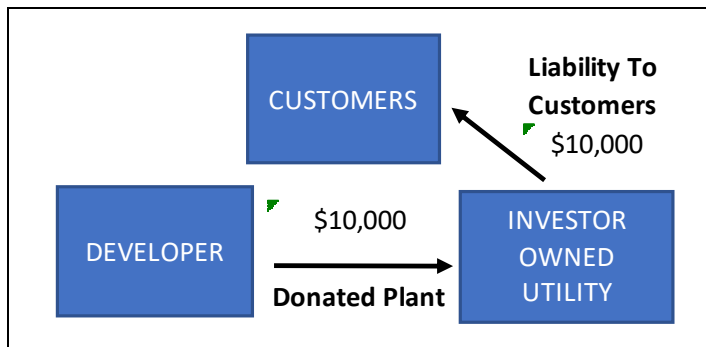 CUSTOMERS
Liability To
Customers
$10,000
DEVELOPER
$10,000
Donated Plant
INVESTOR
OWNED
UTILITY